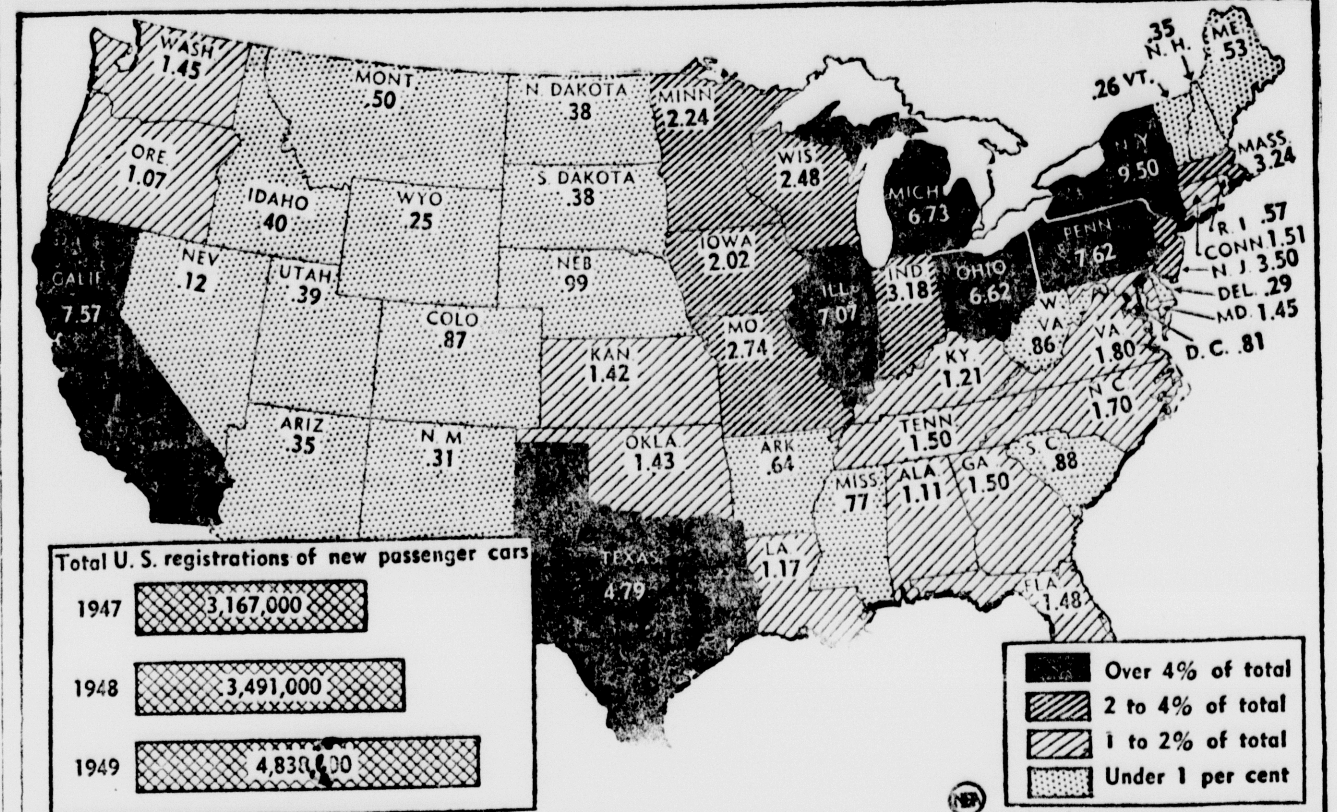 WASH
1.45
ORE.
1.07
CALIF
7.57
NEV
.12
IDAHO
.40
MONT
.50
WYO
.25
UTAH
.39
COLO
.87
ARIZ
.35
N. M
.31
N. DAKOTA
.38
S. DAKOTA
.38
NEB
.99
KAN.
1.42
OKLA.
1.43
TEXAS
4.79
MINN
2.24
IOWA
2.02
MO.
2.74
ARK
.64
LA.
1.17
WIS.
2.48
ILL.
7.07
MICH
6.73
IND
3.18
OHIO
6.62
KY
1.21
TENN
1.50
MISS
.77
ALA.
1.11
GA
1.50
FLA.
1.48
S. C.
.88
N. C.
1.70
VA
1.80
W.
VA
.86
PENN
7.62
N. Y.
9.50
.26 VT.
.35
N. H.
ME.
.53
MASS.
3.24
R. I .57
CONN 1.51
N. J. 3.50
DEL. .29
MD. 1.45
D. C. .81
Total U. S. registrations of new passenger cars
1947
3,167,000
1948
3,491,000
1949
Over 4% of total
2 to 4% of total
1 to 2% of total
Under 1 per cent
NEA